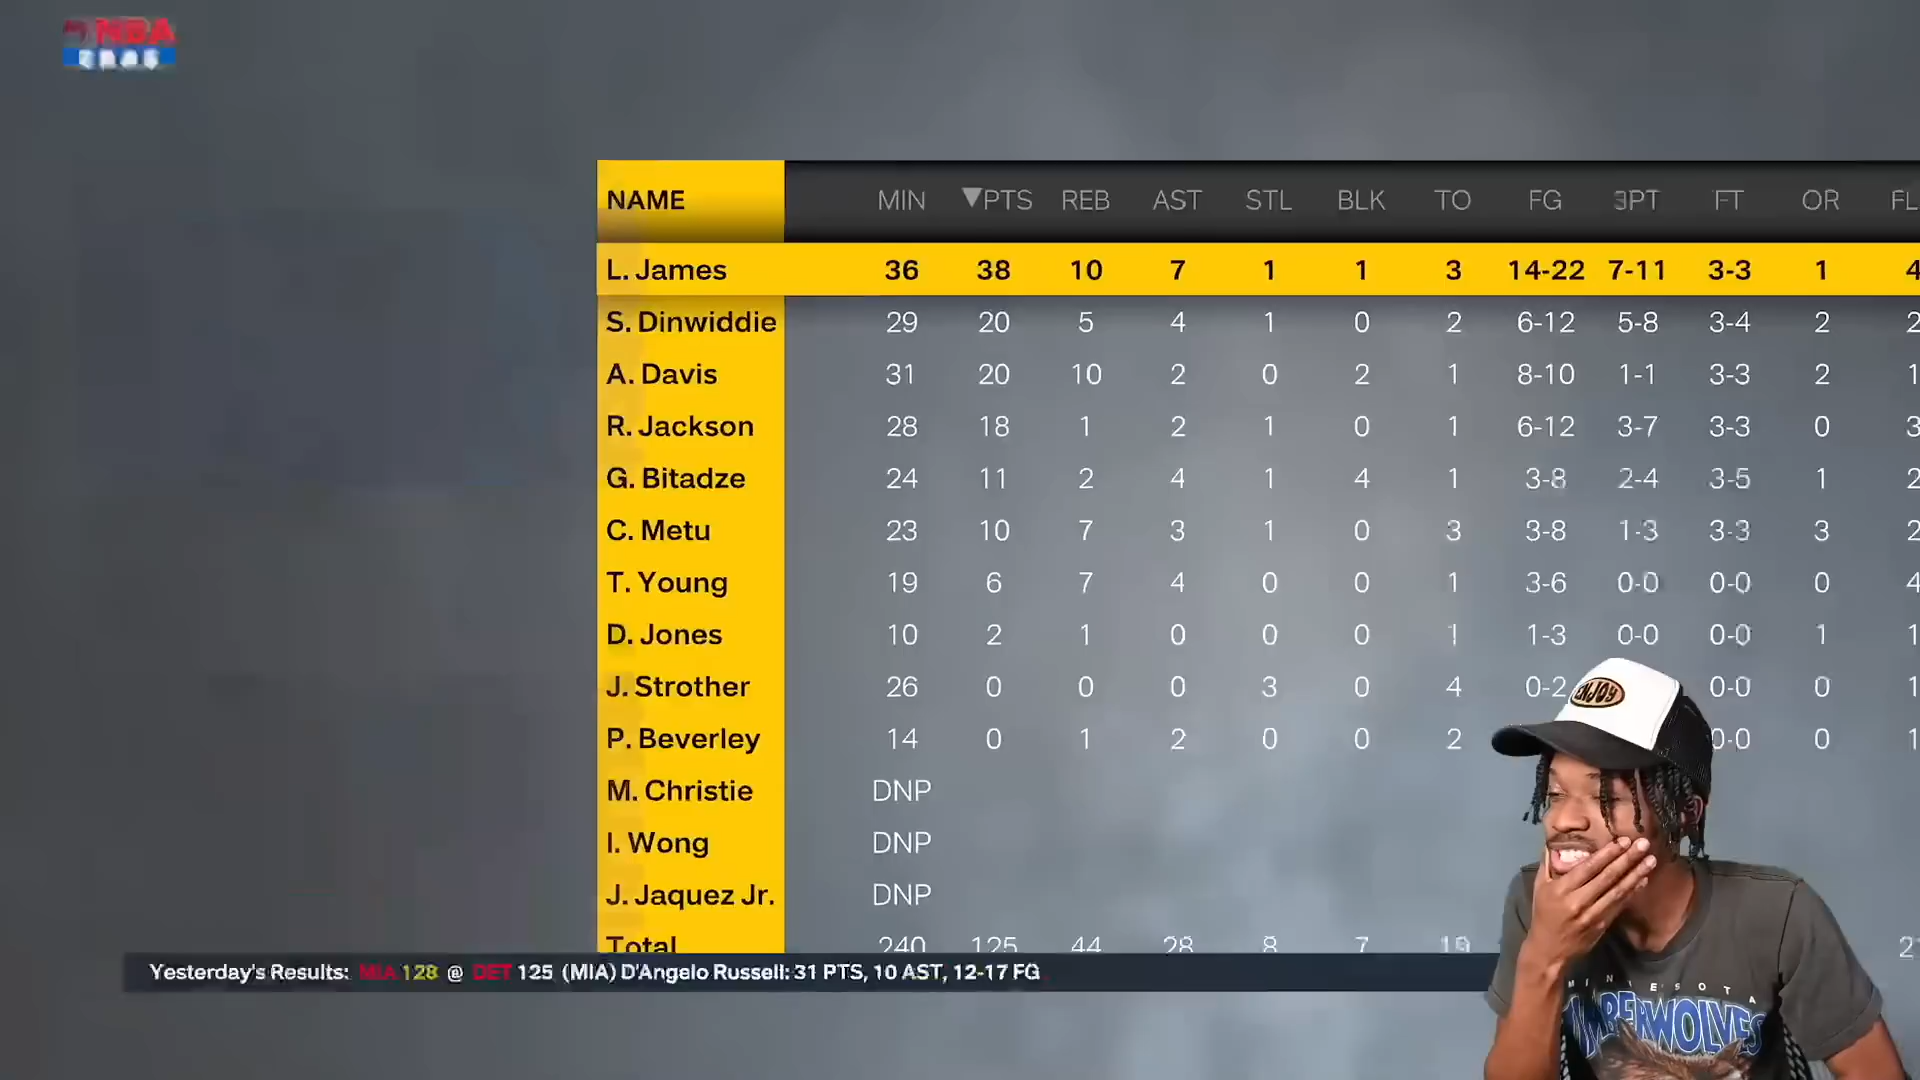 NBA
NAME MIN ▼PTS REB AST STL BLK TO FG 3PT FT OR
L. James 36 38 10 7 1 1 3 14-22 7-11 3-3 1 4
S. Dinwiddie 29 20 5 4 1 0 2 6-12 5-8 3-4 2 2
A. Davis 31 20 10 2 0 2 1 8-10 1-1 3-3 2 1
R. Jackson 28 18 1 2 1 0 1 6-12 3-7 3-3 0 3
G. Bitadze 24 11 2 4 1 4 1 3-8 2-4 3-5 1 2
C. Metu 23 10 7 3 1 0 3 3-8 1-3 3-3 3 2
T. Young 19 6 7 4 0 0 1 3-6 0-0 0-0 0 4
D. Jones 10 2 1 0 0 0 1 1-3 0-0 0-0 1 1
J. Strother 26 0 0 0 3 0 4 0-2 0-0 0 1
P. Beverley 14 0 1 2 0 0 2 0-0 0 1
M. Christie DNP
I. Wong DNP
J. Jaquez Jr. DNP
Total 240 125 44 28 8 7 19
Yesterday's Results: MIA 128 @ DET 125 (MIA) D'Angelo Russell: 31 PTS, 10 AST, 12-17 FG
ENJOY
MINNESOTA
TIMBERWOLVES